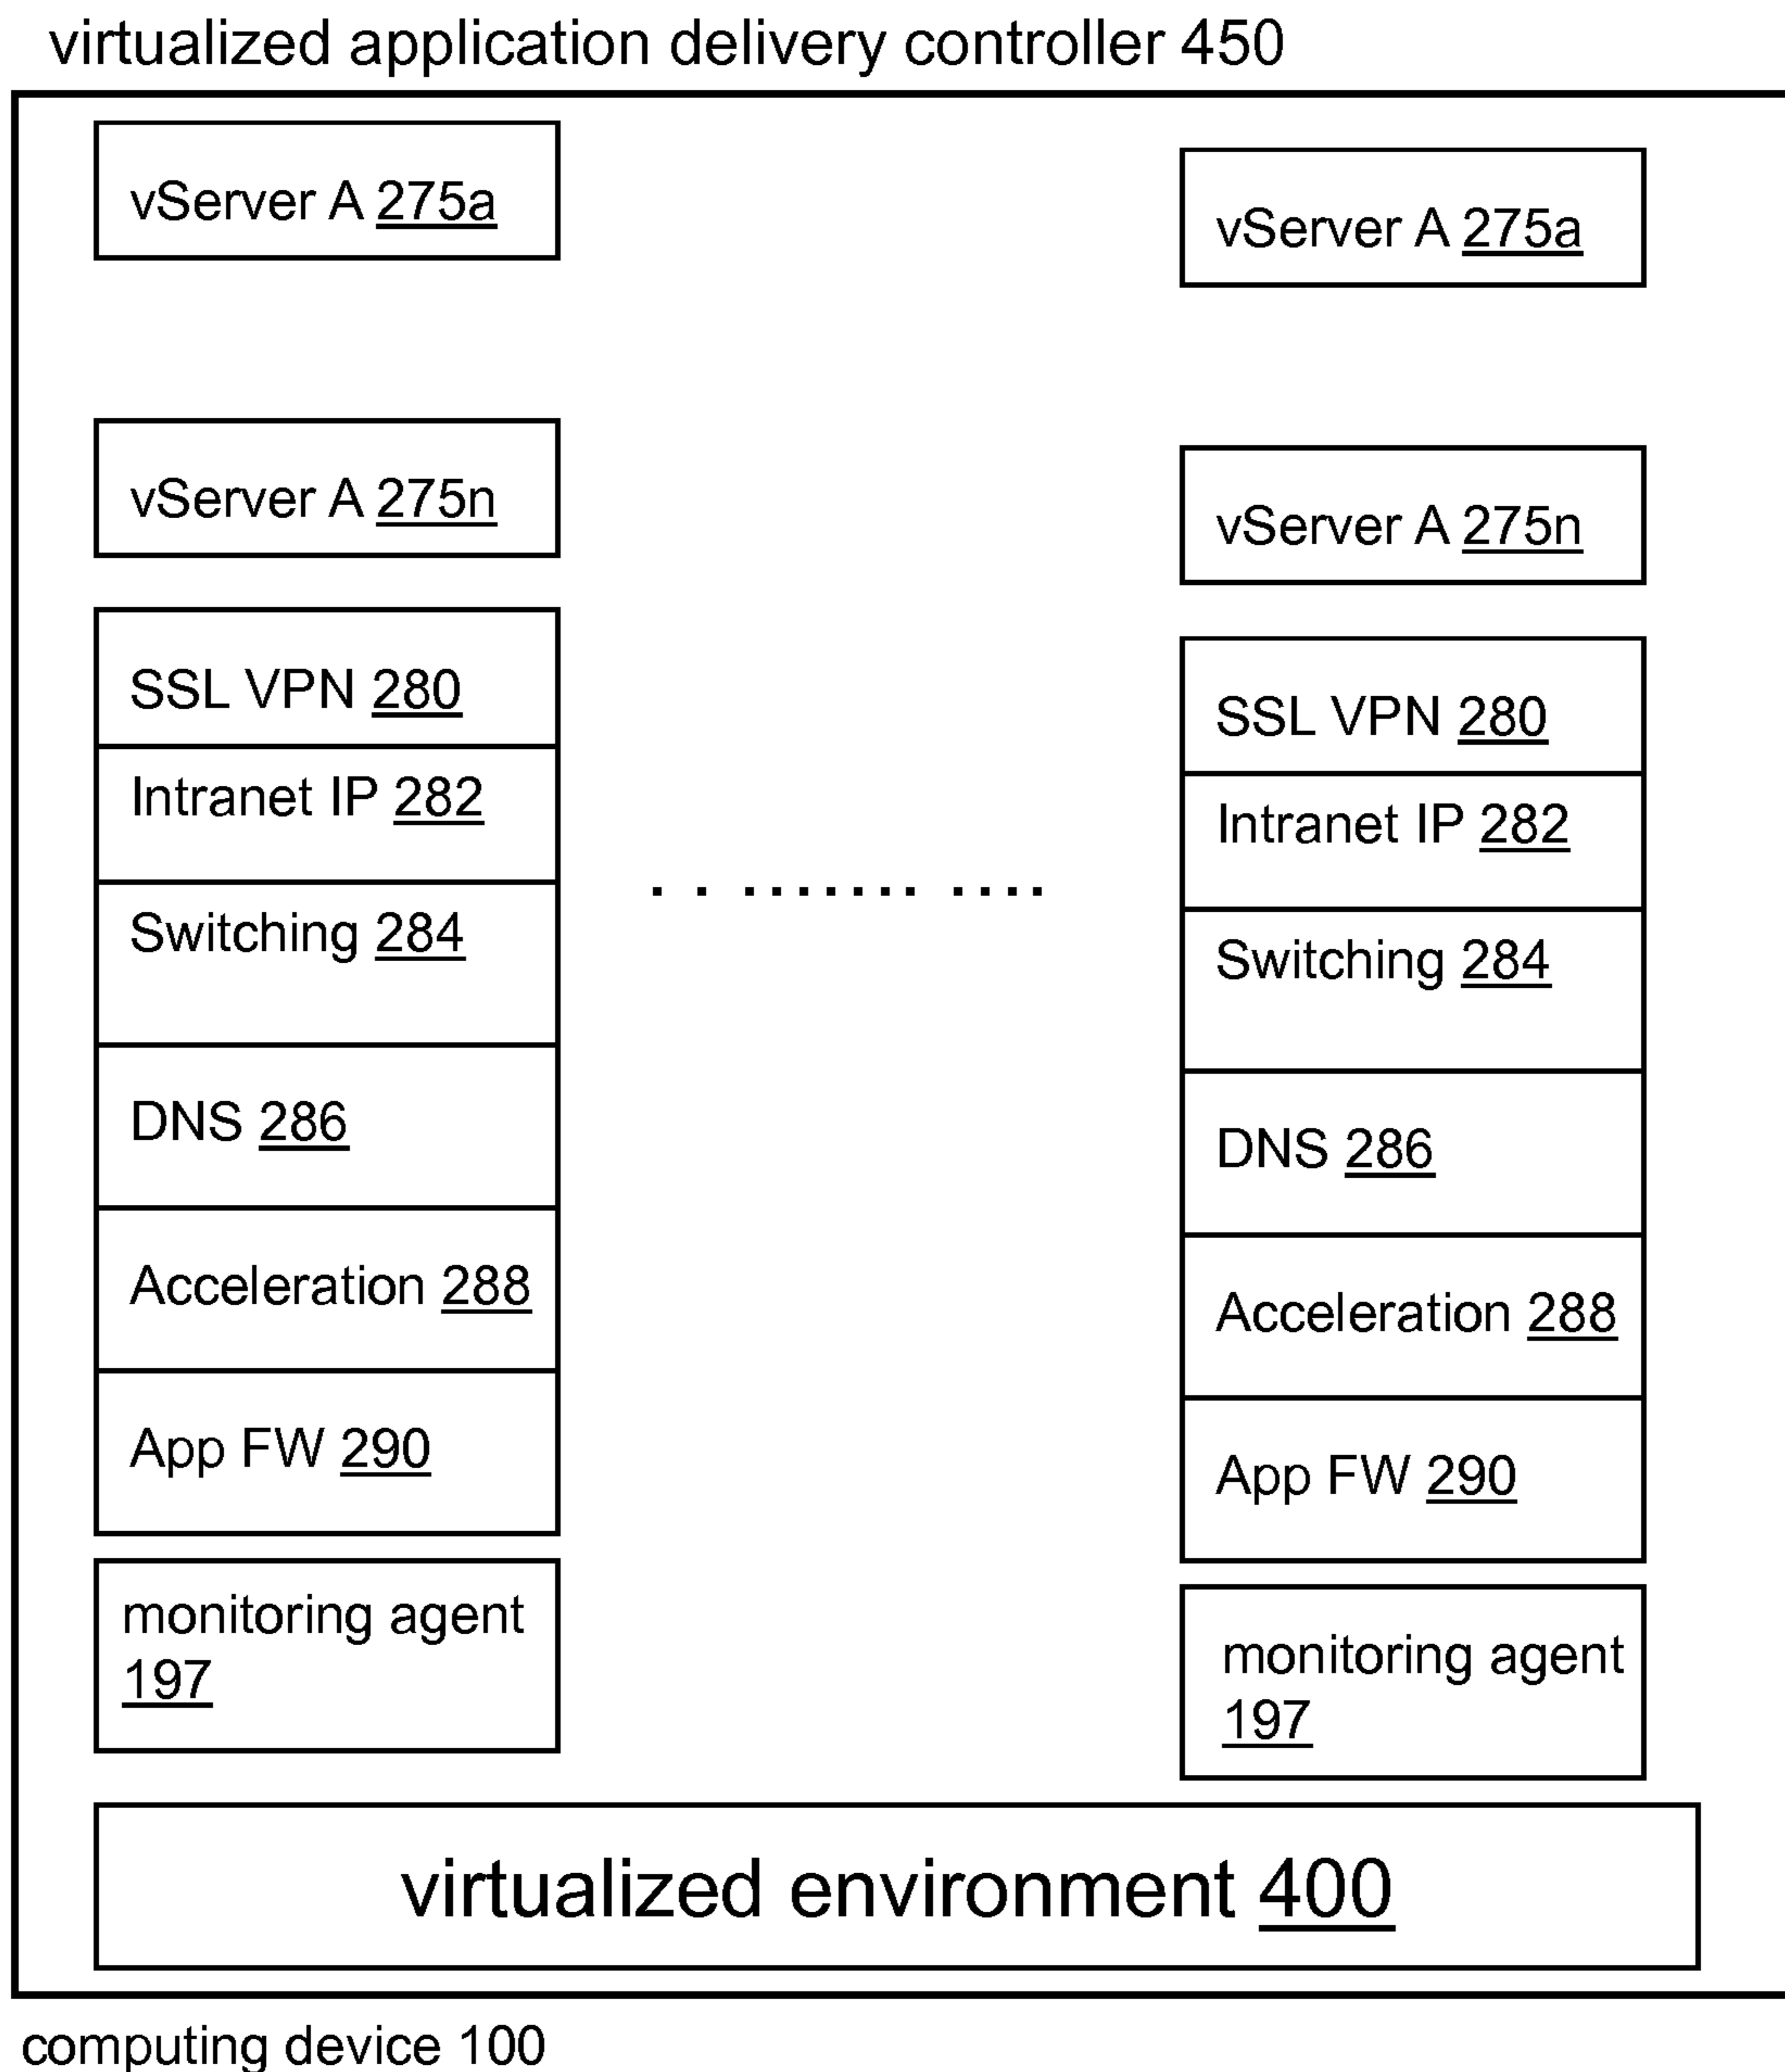 virtualized application delivery controller 450
vServer A 275a
vServer A 275n
SSL VPN 280
Intranet IP 282
Switching 284
DNS 286
Acceleration 288
App FW 290
monitoring agent
197
vServer A 275a
vServer A 275n
SSL VPN 280
Intranet IP 282
Switching 284
DNS 286
Acceleration 288
App FW 290
monitoring agent
197
virtualized environment 400
computing device 100